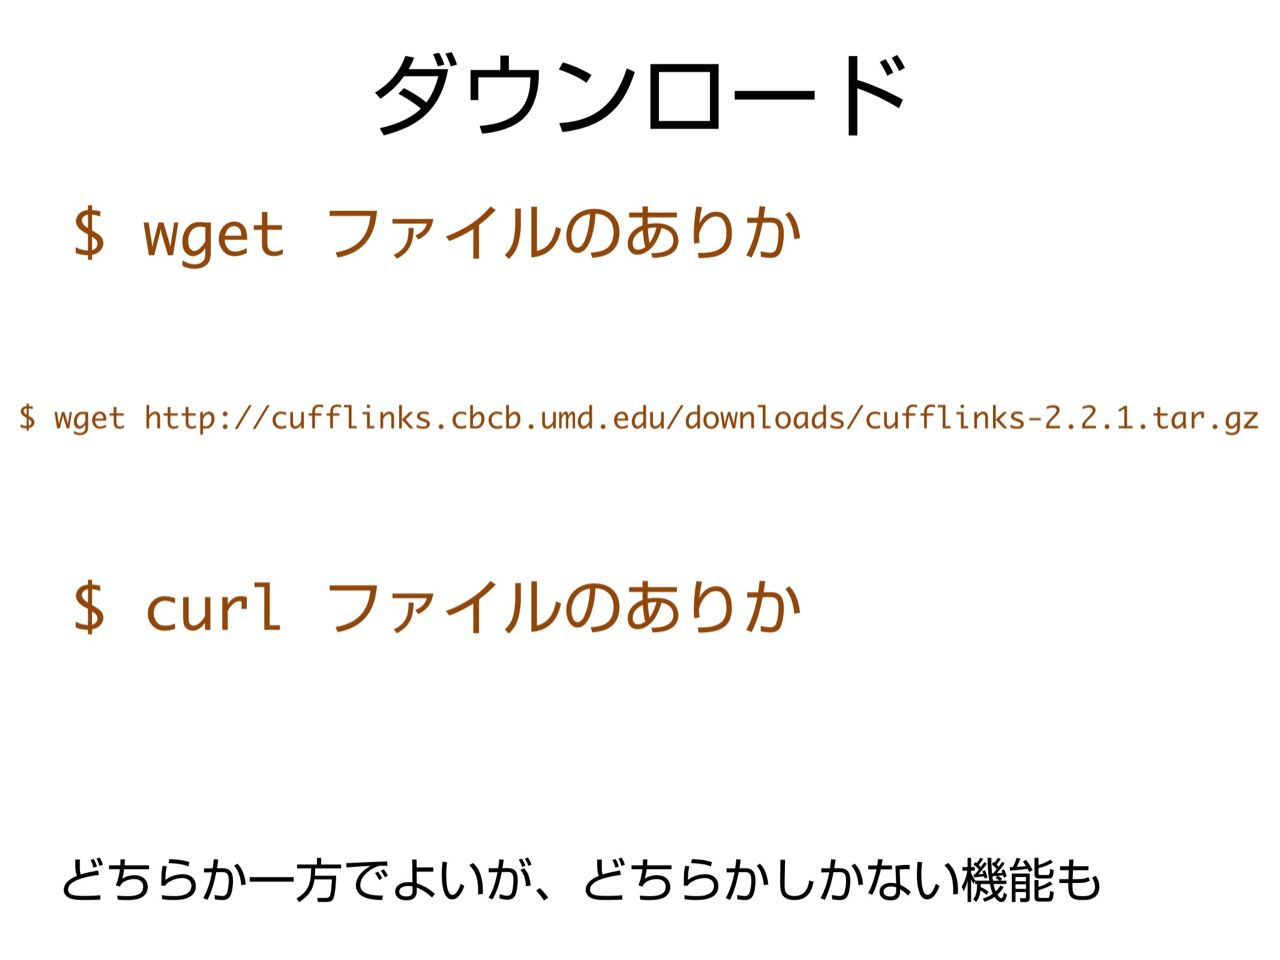 ダウンロード
$ wget ファイルのありか
$ wget http://cufflinks.cbcb.umd.edu/downloads/cufflinks-2.2.1.tar.gz
$ curl ファイルのありか
どちらか一方でよいが、どちらかしかない機能も